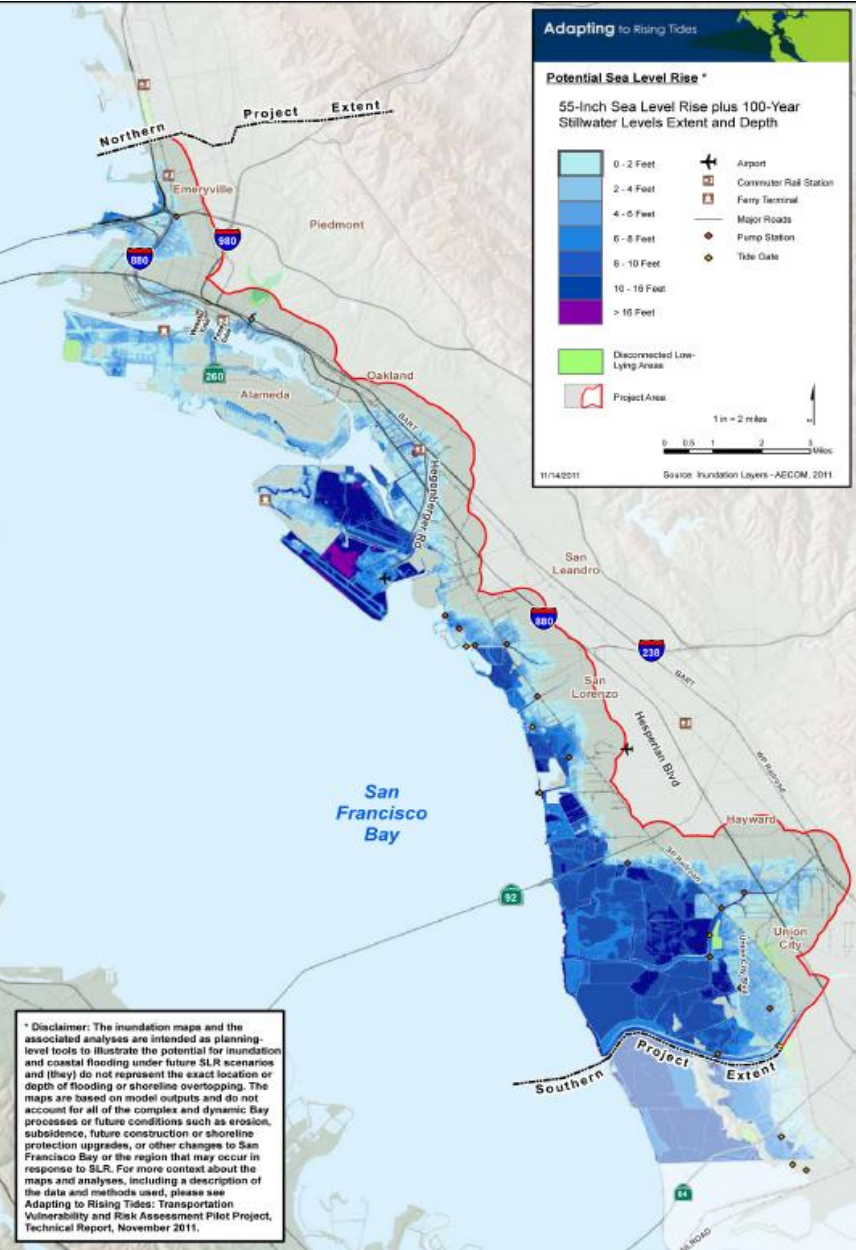 Adapting to Rising Tides
Potential Sea Level Rise *
55-Inch Sea Level Rise plus 100-Year
Stillwater Levels Extent and Depth
0 - 2 Feet
2 - 4 Feet
4 - 6 Feet
6 - 8 Feet
8 - 10 Feet
10 - 16 Feet
> 16 Feet
Disconnected Low-
Lying Areas
Project Area
Airport
Commuter Rail Station
Ferry Terminal
Major Roads
Pump Station
Tide Gate
1 in = 2 miles
0 0.5 1 2 3
Miles
11/14/2011
Source: Inundation Layers - AECOM, 2011
Northern Project Extent
Emeryville
Piedmont
980
880
260
Alameda
Oakland
BART
Hegenberger Rd
San
Leandro
880
238
BART
San
Lorenzo
Hesperian Blvd
WP Railroad
San
Francisco
Bay
Hayward
SP Railroad
92
Union
City
Union City Blvd
Southern Project Extent
84
* Disclaimer: The inundation maps and the
associated analyses are intended as planning-
level tools to illustrate the potential for inundation
and coastal flooding under future SLR scenarios
and (they) do not represent the exact location or
depth of flooding or shoreline overtopping. The
maps are based on model outputs and do not
account for all of the complex and dynamic Bay
processes or future conditions such as erosion,
subsidence, future construction or shoreline
protection upgrades, or other changes to San
Francisco Bay or the region that may occur in
response to SLR. For more context about the
maps and analyses, including a description of
the data and methods used, please see
Adapting to Rising Tides: Transportation
Vulnerability and Risk Assessment Pilot Project,
Technical Report, November 2011.